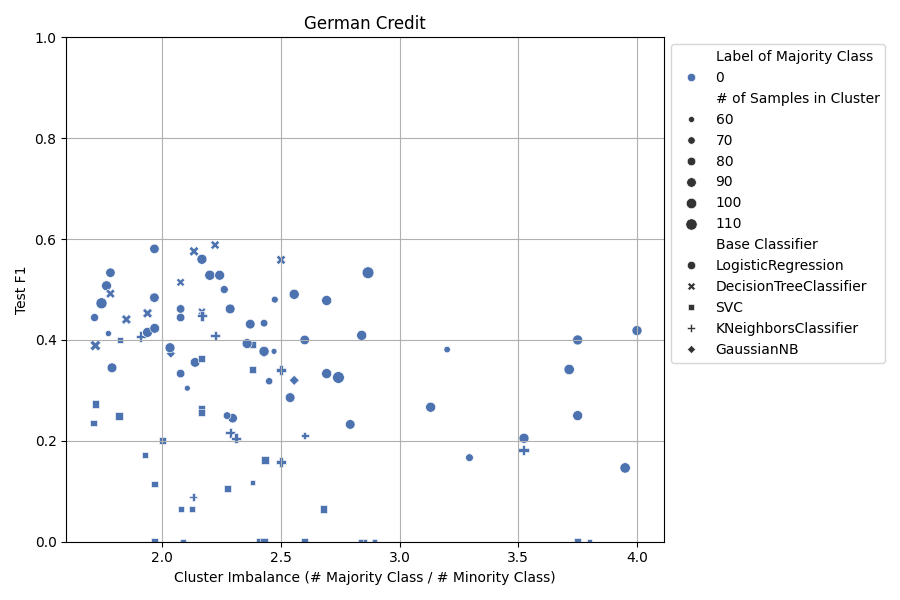 German Credit
Test F1
1.0
0.8
0.6
0.4
0.2
0.0
2.0 2.5 3.0 3.5 4.0
Cluster Imbalance (# Majority Class / # Minority Class)
Label of Majority Class
0
# of Samples in Cluster
60
70
80
90
100
110
Base Classifier
LogisticRegression
DecisionTreeClassifier
SVC
KNeighborsClassifier
GaussianNB